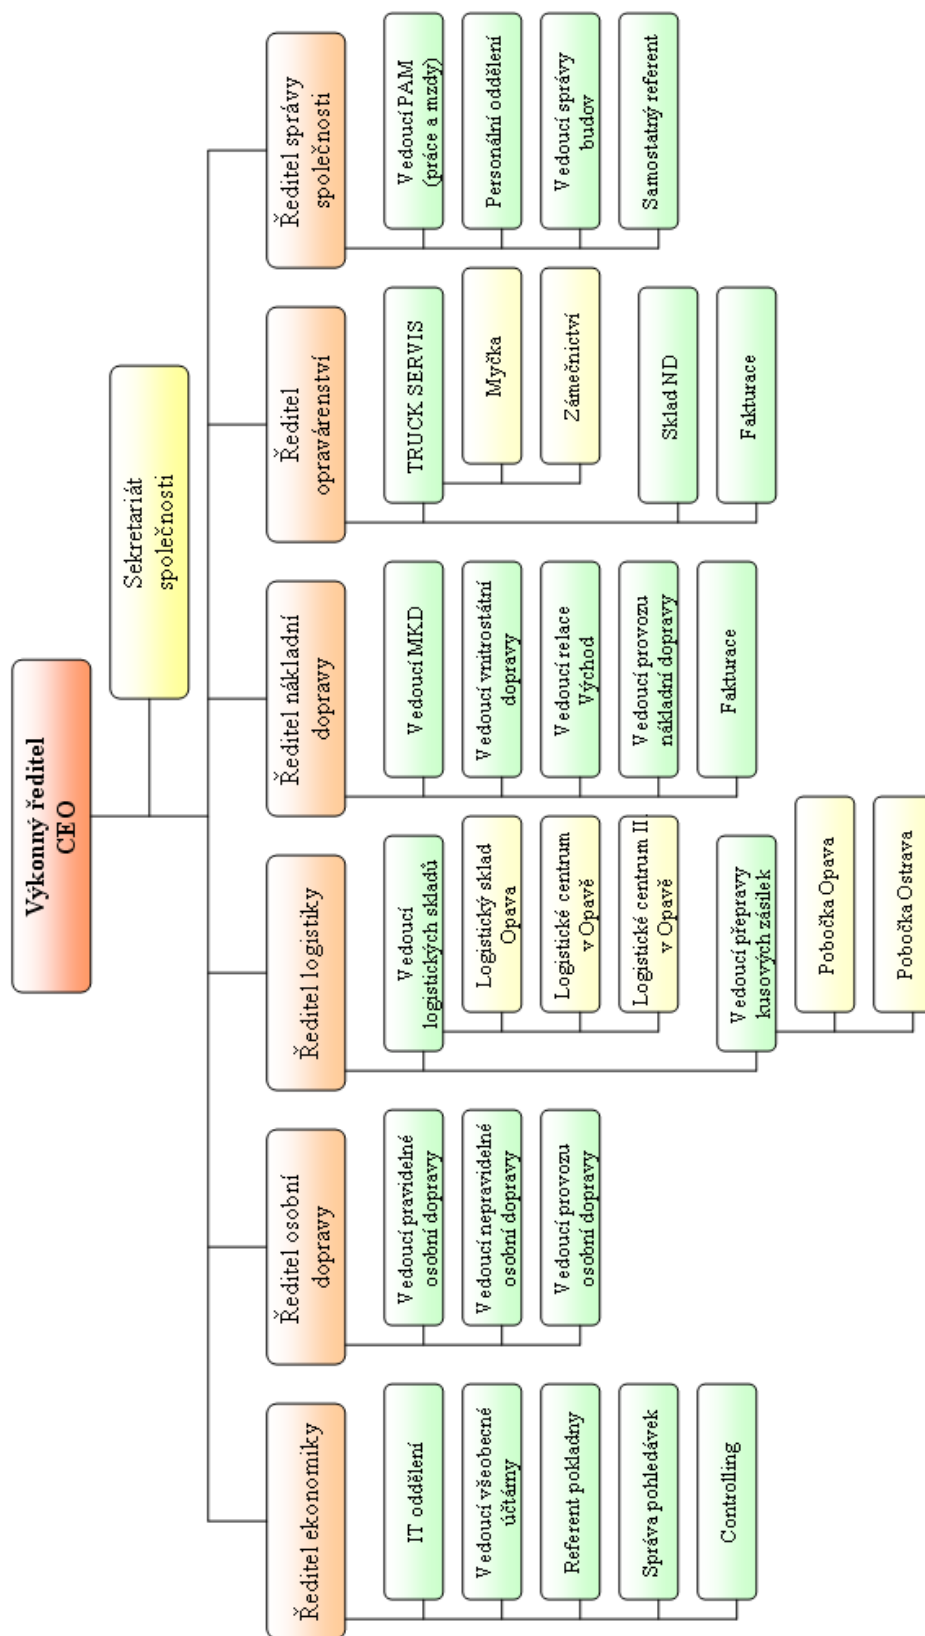 Výkonný ředitel
CEO
Sekretariát
společnosti
Ředitel ekonomiky
IT oddělení
Vedoucí všeobecné
účtárny
Referent pokladny
Správa pohledávek
Controlling
Ředitel osobní
dopravy
Vedoucí pravidelné
osobní dopravy
Vedoucí nepravidelné
osobní dopravy
Vedoucí provozu
osobní dopravy
Ředitel logistiky
Vedoucí
logistických skladů
Logistický sklad
Opava
Logistické centrum
v Opavě
Logistické centrum II.
v Opavě
Vedoucí přepravy
kusových zásilek
Pobočka Opava
Pobočka Ostrava
Ředitel nákladní
dopravy
Vedoucí MKD
Vedoucí vnitrostátní
dopravy
Vedoucí relace
Východ
Vedoucí provozu
nákladní dopravy
Fakturace
Ředitel
opravárenství
TRUCK SERVIS
Myčka
Zámečnictví
Sklad ND
Fakturace
Ředitel správy
společnosti
Vedoucí PAM
(práce a mzdy)
Personální oddělení
Vedoucí správy
budov
Samostatný referent